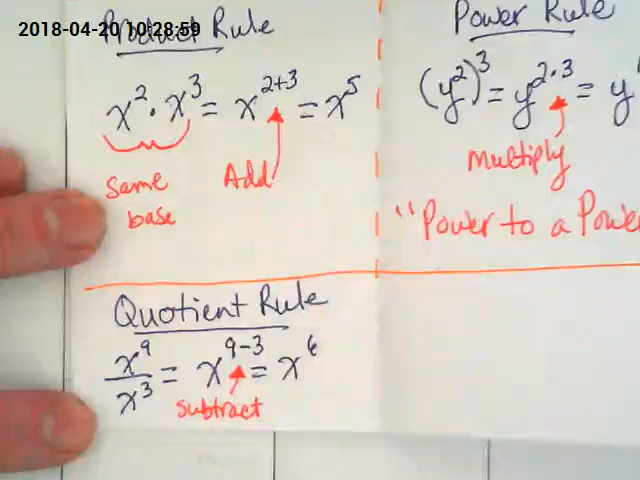 2018-04-20 10:28:59
Product Rule
x² · x³ = x²⁺³ = x⁵
Same base
Add
Power Rule
(y²)³ = y²·³ = y
Multiply
"Power to a Powe
Quotient Rule
x⁹/x³ = x⁹⁻³ = x⁶
subtract